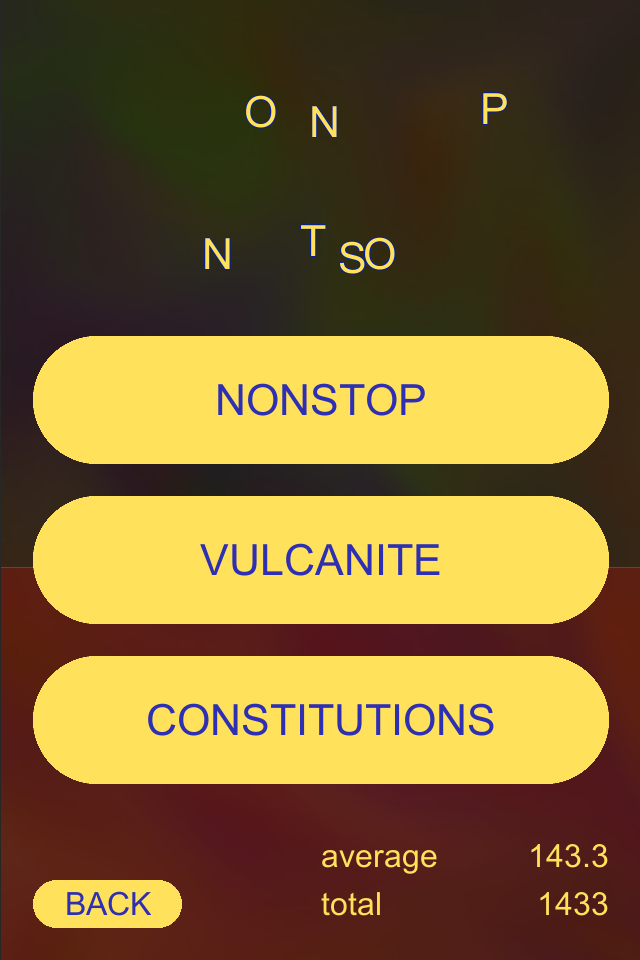 O N P
N T SO
NONSTOP
VULCANITE
CONSTITUTIONS
average 143.3
BACK total 1433